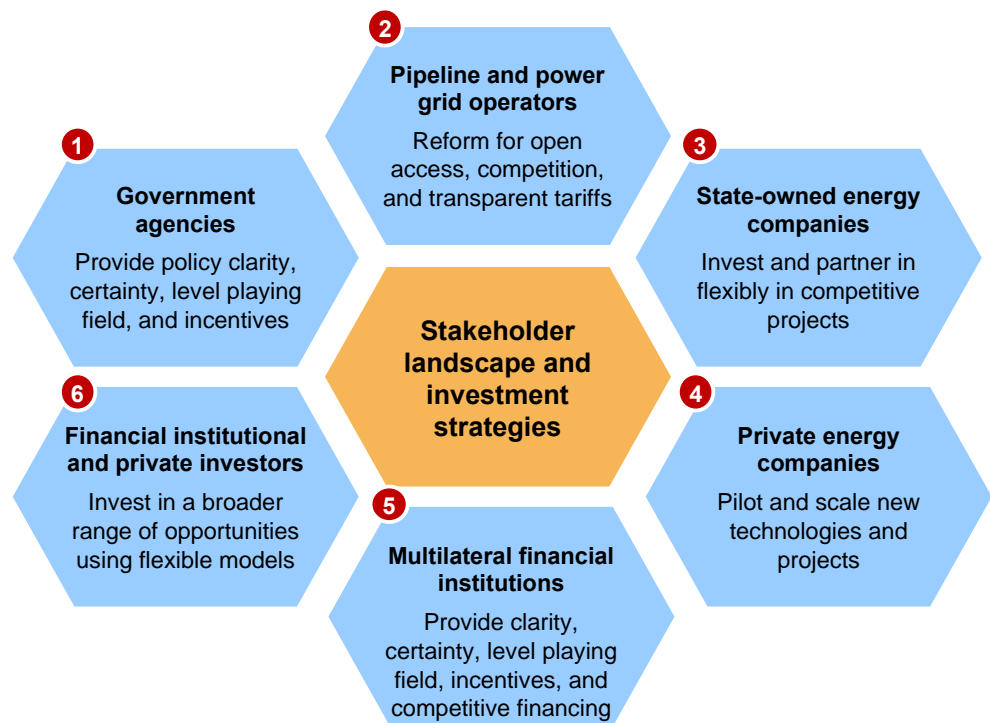 1
Government
agencies
Provide policy clarity,
certainty, level playing
field, and incentives
2
Pipeline and power
grid operators
Reform for open
access, competition,
and transparent tariffs
3
State-owned energy
companies
Invest and partner in
flexibly in competitive
projects
Stakeholder
landscape and
investment
strategies
4
Private energy
companies
Pilot and scale new
technologies and
projects
5
Multilateral financial
institutions
Provide clarity,
certainty, level playing
field, incentives, and
competitive financing
6
Financial institutional
and private investors
Invest in a broader
range of opportunities
using flexible models